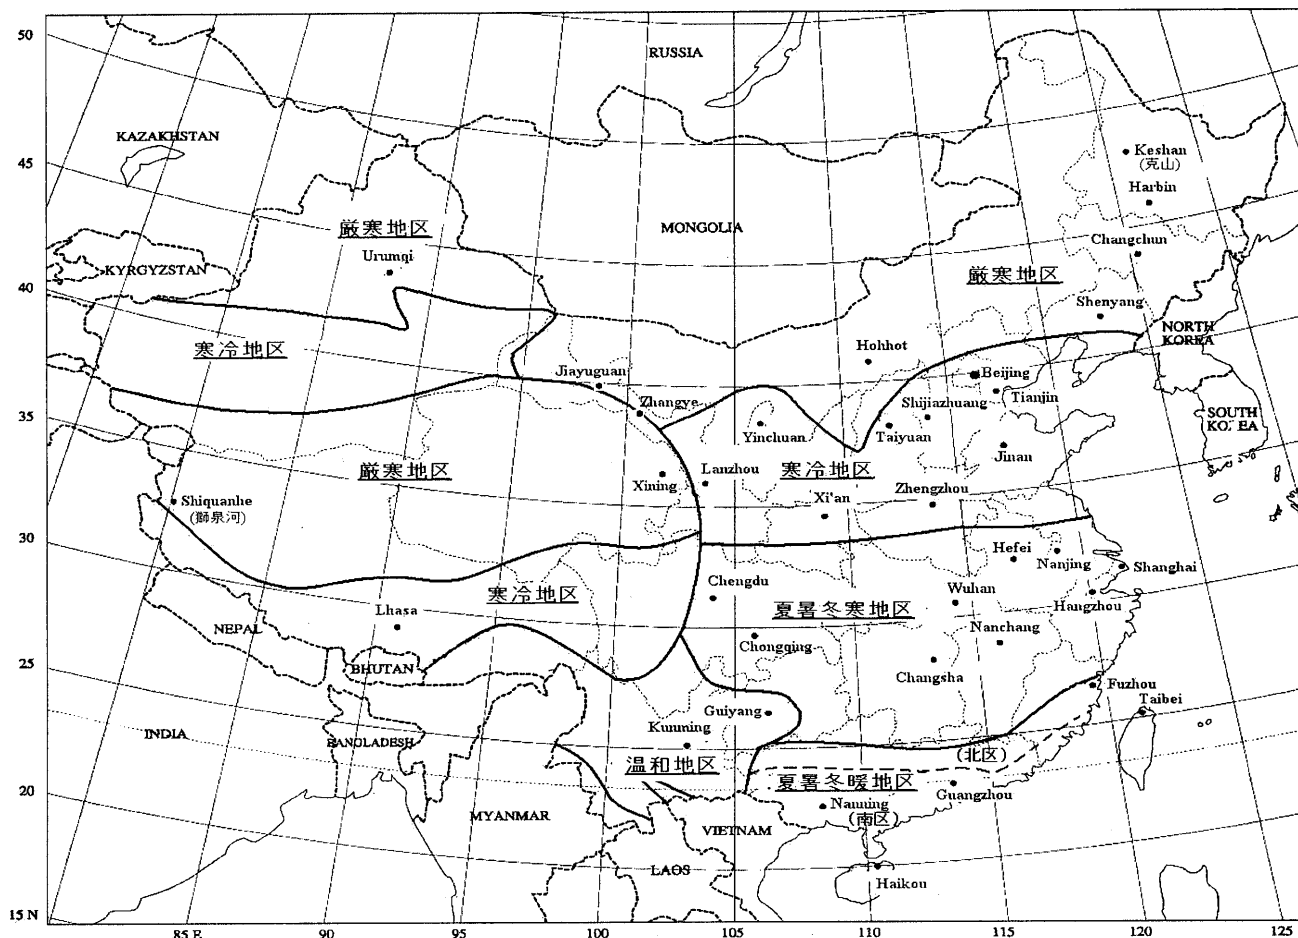 50
RUSSIA
KAZAKHSTAN
45
Keshan
(克山)
Harbin
厳寒地区
MONGOLIA
Urumqi
Changchun
KYRGYZSTAN
厳寒地区
40
Shenyang
NORTH
KOREA
寒冷地区
Hohhot
Jiayuguan
Beijing
Zhangye
Shijiazhuang
Tianjin
35
SOUTH
Yinchuan
Taiyuan
Jinan
厳寒地区
Lanzhou
寒冷地区
Xining
Shiquanhe
(獅泉河)
Xi'an
Zhengzhou
30
Hefei
Nanjing
Shanghai
Chengdu
Wuhan
Hangzhou
寒冷地区
夏暑冬寒地区
Lhasa
NEPAL
Chongqing
Nanchang
25
BHUTAN
Changsha
Fuzhou
Guiyang
Taibei
INDIA
Kunming
BANGLADESH
(北区)
温和地区
夏暑冬暖地区
20
Guangzhou
Nanning
(南区)
MYANMAR
VIETNAM
LAOS
Haikou
15 N
85 E
90
95
100
105
110
115
120
125